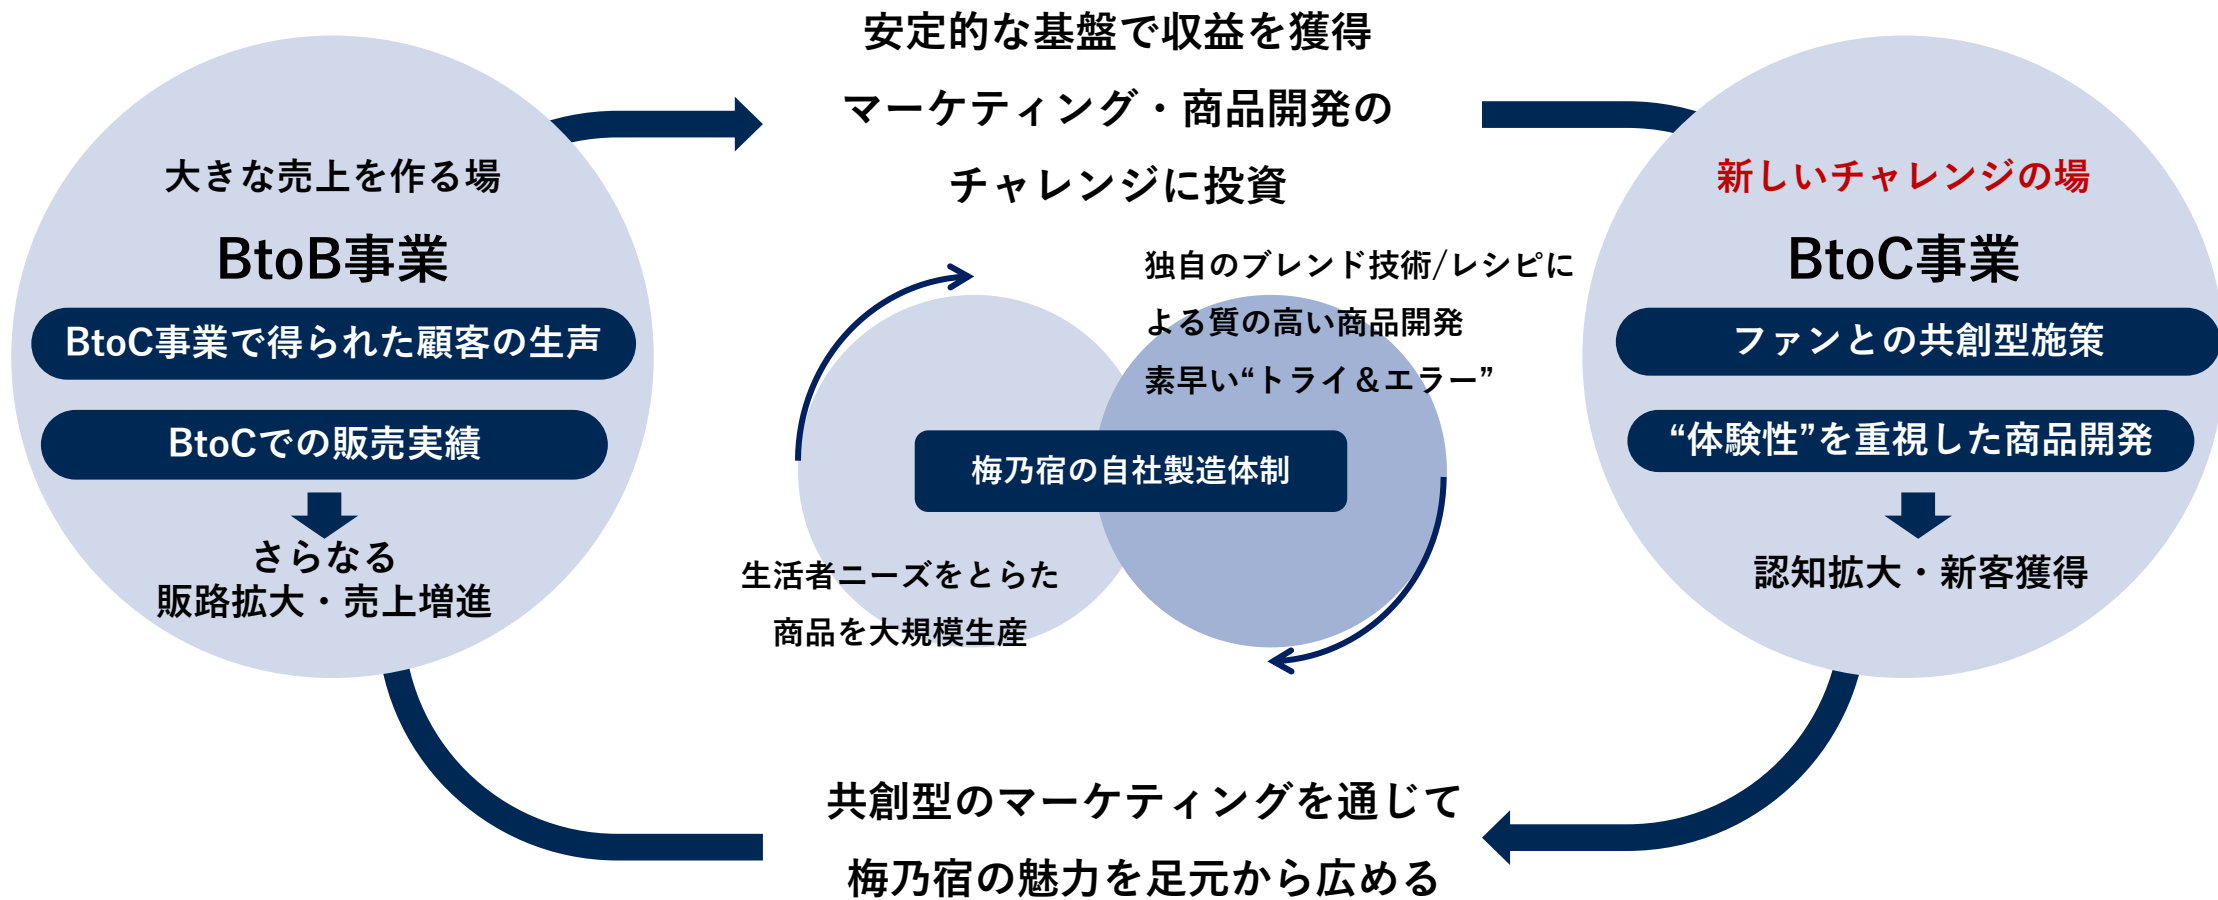 安定的な基盤で収益を獲得
マーケティング・商品開発の
チャレンジに投資
大きな売上を作る場
BtoB事業
BtoC事業で得られた顧客の生声
BtoCでの販売実績
さらなる
販路拡大・売上増進
独自のブレンド技術/レシピに
よる質の高い商品開発
素早い“トライ＆エラー”
梅乃宿の自社製造体制
生活者ニーズをとらた
商品を大規模生産
新しいチャレンジの場
BtoC事業
ファンとの共創型施策
“体験性”を重視した商品開発
認知拡大・新客獲得
共創型のマーケティングを通じて
梅乃宿の魅力を足元から広める